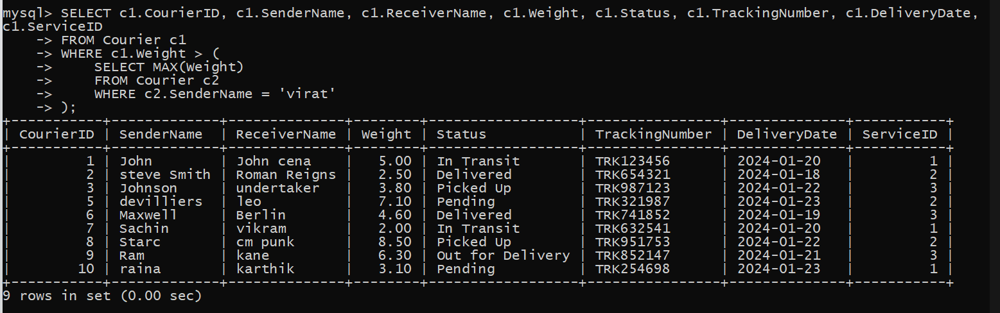 mysql> SELECT c1.CourierID, c1.SenderName, c1.ReceiverName, c1.Weight, c1.Status, c1.TrackingNumber, c1.DeliveryDate,
c1.ServiceID
    -> FROM Courier c1
    -> WHERE c1.Weight > (
    ->     SELECT MAX(Weight)
    ->     FROM Courier c2
    ->     WHERE c2.SenderName = 'virat'
    -> );
+-----------+-------------+--------------+--------+------------------+----------------+--------------+-----------+
| CourierID | SenderName  | ReceiverName | Weight | Status           | TrackingNumber | DeliveryDate | ServiceID |
+-----------+-------------+--------------+--------+------------------+----------------+--------------+-----------+
|         1 | John        | John cena    |   5.00 | In Transit       | TRK123456      | 2024-01-20   |         1 |
|         2 | steve Smith | Roman Reigns |   2.50 | Delivered        | TRK654321      | 2024-01-18   |         2 |
|         3 | Johnson     | undertaker   |   3.80 | Picked Up        | TRK987123      | 2024-01-22   |         3 |
|         5 | devilliers  | leo          |   7.10 | Pending          | TRK321987      | 2024-01-23   |         2 |
|         6 | Maxwell     | Berlin       |   4.60 | Delivered        | TRK741852      | 2024-01-19   |         3 |
|         7 | Sachin      | vikram       |   2.00 | In Transit       | TRK632541      | 2024-01-20   |         1 |
|         8 | Starc       | cm punk      |   8.50 | Picked Up        | TRK951753      | 2024-01-22   |         2 |
|         9 | Ram         | kane         |   6.30 | Out for Delivery | TRK852147      | 2024-01-21   |         3 |
|        10 | raina       | karthik      |   3.10 | Pending          | TRK254698      | 2024-01-23   |         1 |
+-----------+-------------+--------------+--------+------------------+----------------+--------------+-----------+
9 rows in set (0.00 sec)